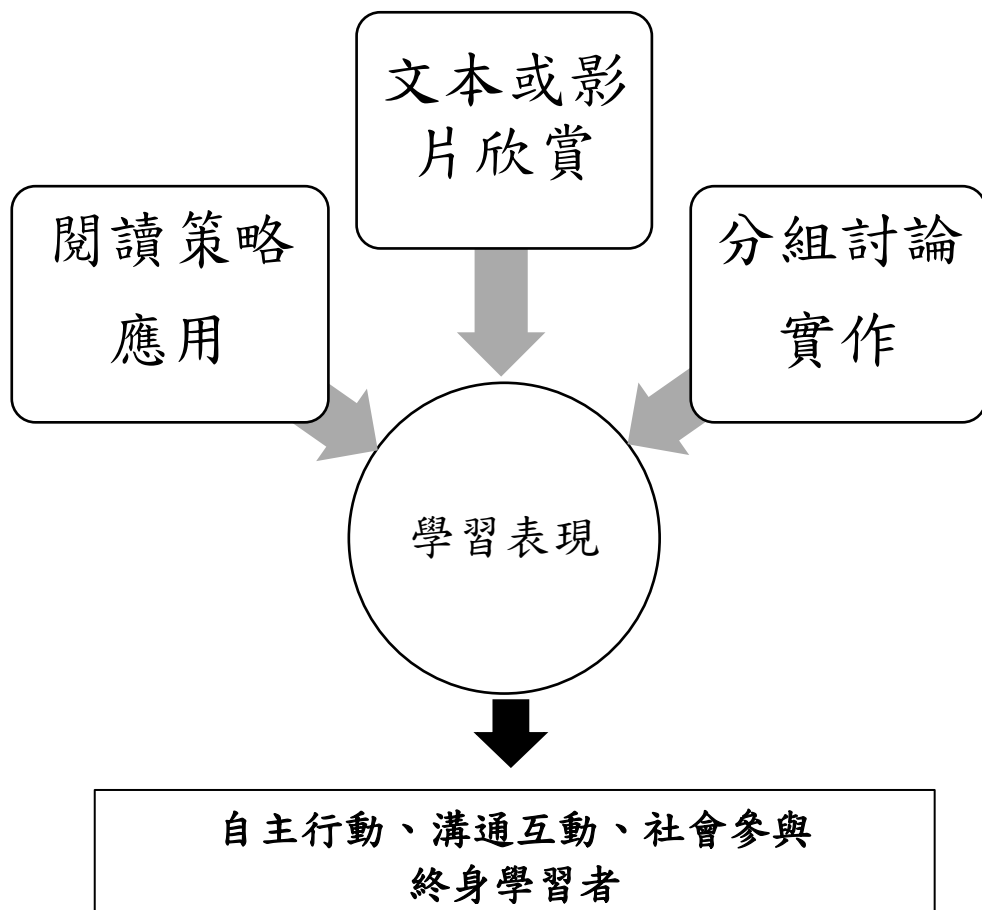 文本或影
片欣賞
閱讀策略
應用
分組討論
實作
學習表現
自主行動、溝通互動、社會參與
終身學習者